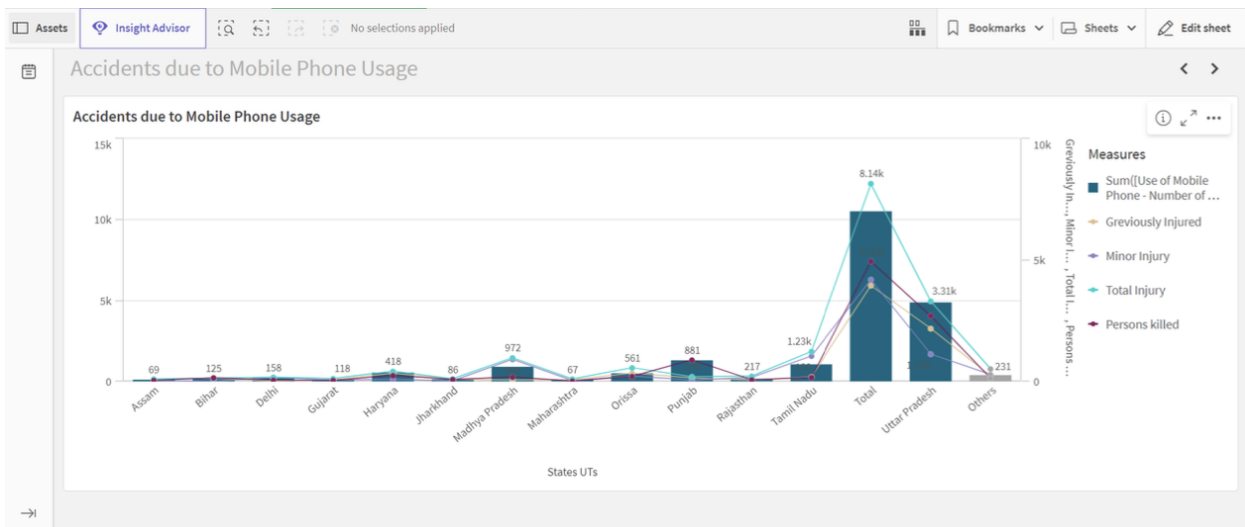 Assets
Insight Advisor
No selections applied
Bookmarks
Sheets
Edit sheet
Accidents due to Mobile Phone Usage
Accidents due to Mobile Phone Usage
15k
10k
5k
0
10k
5k
0
69
125
158
118
418
86
972
67
561
881
217
1.23k
8.14k
3.31k
231
Assam
Bihar
Delhi
Gujarat
Haryana
Jharkhand
Madhya Pradesh
Maharashtra
Orissa
Punjab
Rajasthan
Tamil Nadu
Total
Uttar Pradesh
Others
States UTs
Greviously In..., Minor I... , Total I... , Persons ...
Measures
Sum([Use of Mobile
Phone - Number of ...
Greviously Injured
Minor Injury
Total Injury
Persons killed